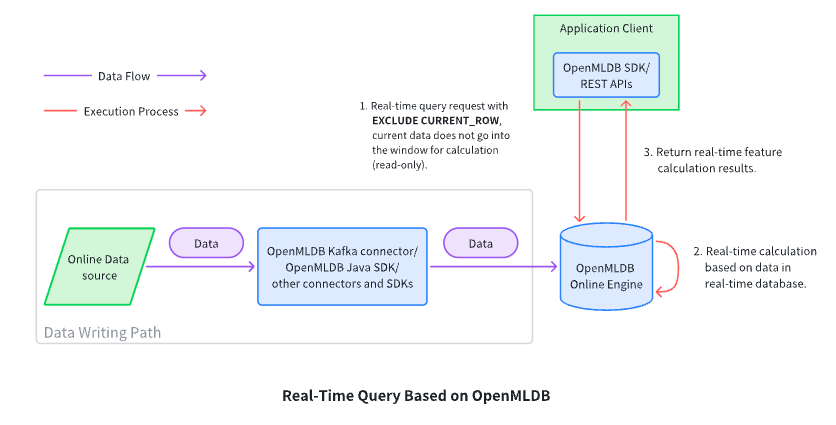 Application Client
OpenMLDB SDK/
REST APIs
Data Flow
Execution Process
1. Real-time query request with
EXCLUDE CURRENT_ROW,
current data does not go into
the window for calculation
(read-only).
3. Return real-time feature
calculation results.
Online Data
source
Data
OpenMLDB Kafka connector/
OpenMLDB Java SDK/
other connectors and SDKs
Data
OpenMLDB
Online Engine
2. Real-time calculation
based on data in
real-time database.
Data Writing Path
Real-Time Query Based on OpenMLDB